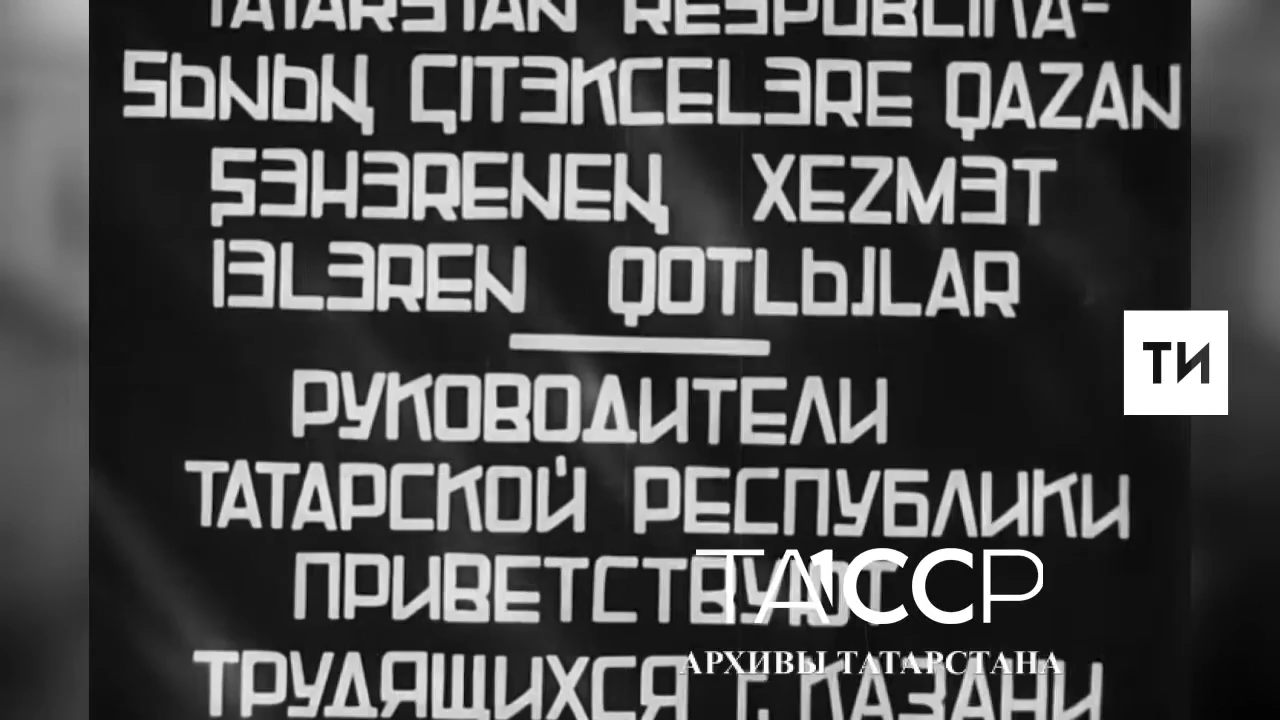 TATARSTAN RESPUBLIKA-
SЬNЬꞐ ÇITƏKCELƏRE QAZAN
ŞƏHƏRENEꞐ XEZMƏT
IƏLƏREN QOTLЬJLAR
РУКОВОДИТЕЛИ
ТАТАРСКОЙ РЕСПУБЛИКИ
ПРИВЕТСТВУЮТ
ТРУДЯЩИХСЯ Г. КАЗАНИ
ТИ
ТАССР
АРХИВЫ ТАТАРСТАНА